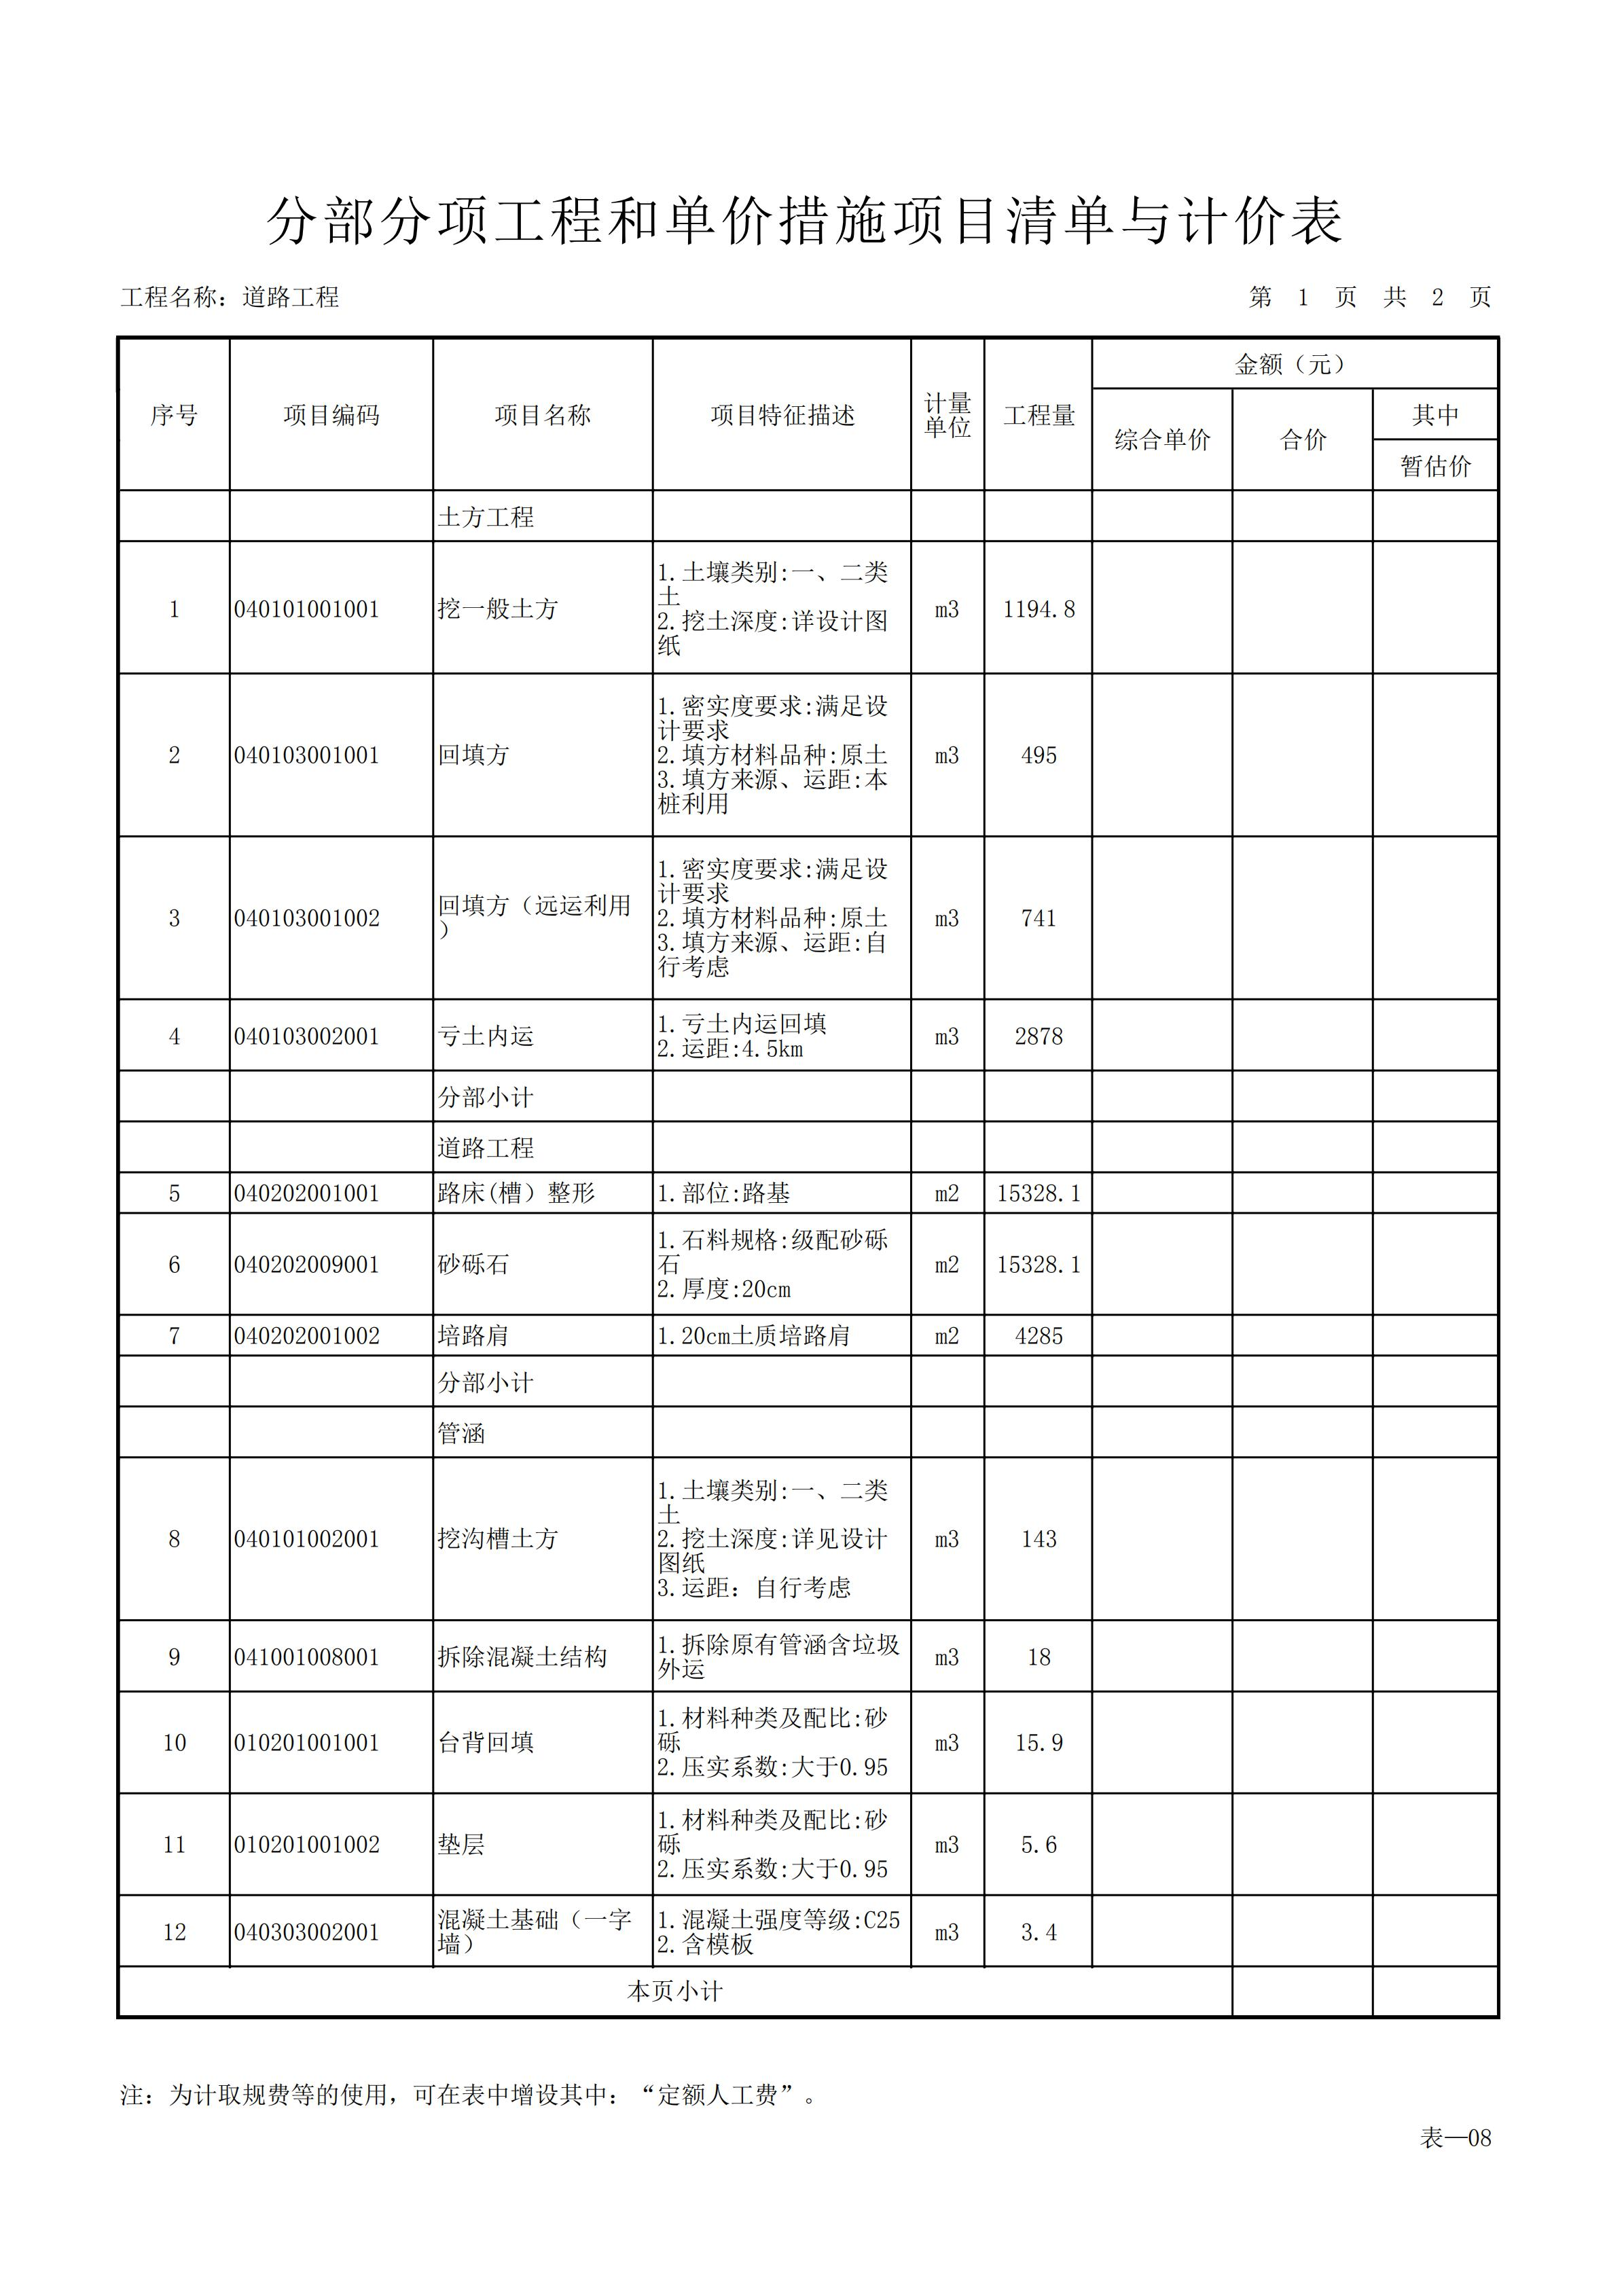 分部分项工程和单价措施项目清单与计价表
工程名称：道路工程 第 1 页 共 2 页
序号 项目编码 项目名称 项目特征描述 计量单位 工程量 金额（元）
综合单价 合价 其中
暂估价
土方工程
1 040101001001 挖一般土方 1.土壤类别:一、二类
土
2.挖土深度:详设计图
纸
m3 1194.8
2 040103001001 回填方 1.密实度要求:满足设
计要求
2.填方材料品种:原土
3.填方来源、运距:本
桩利用
m3 495
3 040103001002 回填方（远运利用
） 1.密实度要求:满足设
计要求
2.填方材料品种:原土
3.填方来源、运距:自
行考虑
m3 741
4 040103002001 亏土内运 1.亏土内运回填
2.运距:4.5km
m3 2878
分部小计
道路工程
5 040202001001 路床(槽）整形 1.部位:路基 m2 15328.1
6 040202009001 砂砾石 1.石料规格:级配砂砾
石
2.厚度:20cm
m2 15328.1
7 040202001002 培路肩 1.20cm土质培路肩 m2 4285
分部小计
管涵
8 040101002001 挖沟槽土方 1.土壤类别:一、二类
土
2.挖土深度:详见设计
图纸
3.运距：自行考虑
m3 143
9 041001008001 拆除混凝土结构 1.拆除原有管涵含垃圾
外运
m3 18
10 010201001001 台背回填 1.材料种类及配比:砂
砾
2.压实系数:大于0.95
m3 15.9
11 010201001002 垫层 1.材料种类及配比:砂
砾
2.压实系数:大于0.95
m3 5.6
12 040303002001 混凝土基础（一字
墙） 1.混凝土强度等级:C25
2.含模板
m3 3.4
本页小计
注：为计取规费等的使用，可在表中增设其中：“定额人工费”。
表—08